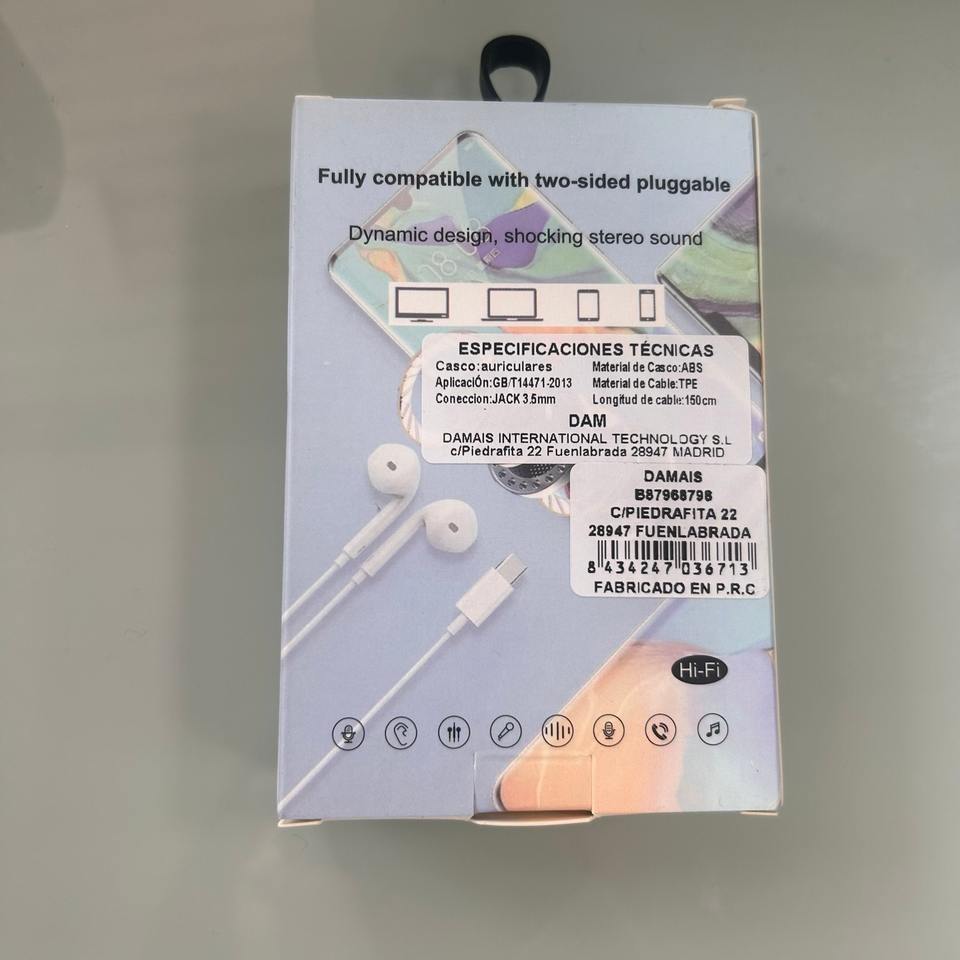 Fully compatible with two-sided pluggable
Dynamic design, shocking stereo sound
ESPECIFICACIONES TÉCNICAS
Casco:auriculares
Material de Casco:ABS
AplicaciÓn:GB/T14471-2013
Material de Cable:TPE
Coneccion:JACK 3.5mm
Longitud de cable:150cm
DAM
DAMAIS INTERNATIONAL TECHNOLOGY S.L
c/Piedrafita 22 Fuenlabrada 28947 MADRID
DAMAIS
B87968798
C/PIEDRAFITA 22
28947 FUENLABRADA
8 434247 036713
FABRICADO EN P.R.C
Hi-Fi